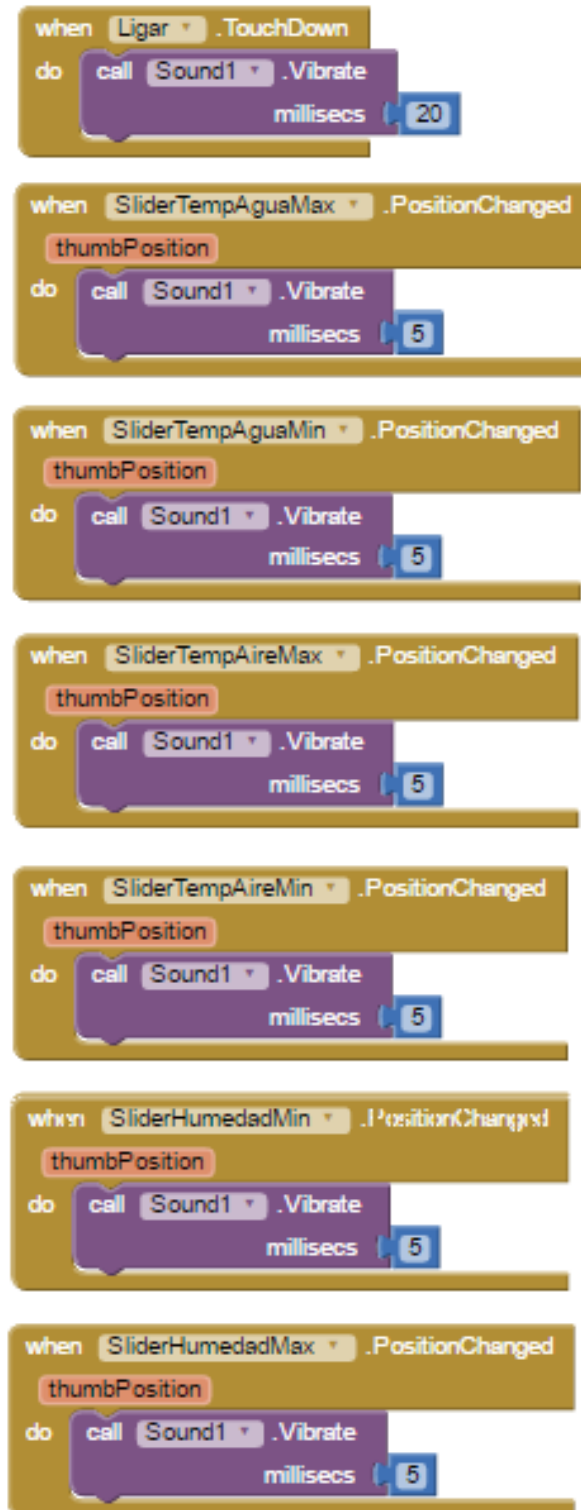 when Ligar .TouchDown
do call Sound1 .Vibrate
millisecs 20
when SliderTempAguaMax .PositionChanged
thumbPosition
do call Sound1 .Vibrate
millisecs 5
when SliderTempAguaMin .PositionChanged
thumbPosition
do call Sound1 .Vibrate
millisecs 5
when SliderTempAireMax .PositionChanged
thumbPosition
do call Sound1 .Vibrate
millisecs 5
when SliderTempAireMin .PositionChanged
thumbPosition
do call Sound1 .Vibrate
millisecs 5
when SliderHumedadMin .PositionChanged
thumbPosition
do call Sound1 .Vibrate
millisecs 5
when SliderHumedadMax .PositionChanged
thumbPosition
do call Sound1 .Vibrate
millisecs 5